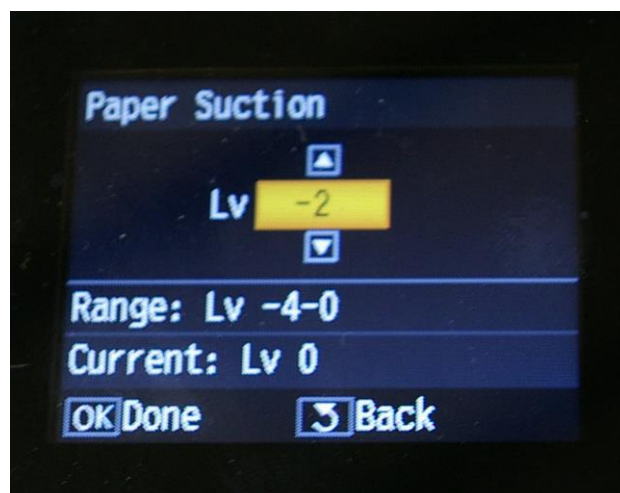 Paper Suction
Lv -2
Range: Lv -4-0
Current: Lv 0
OK Done Back